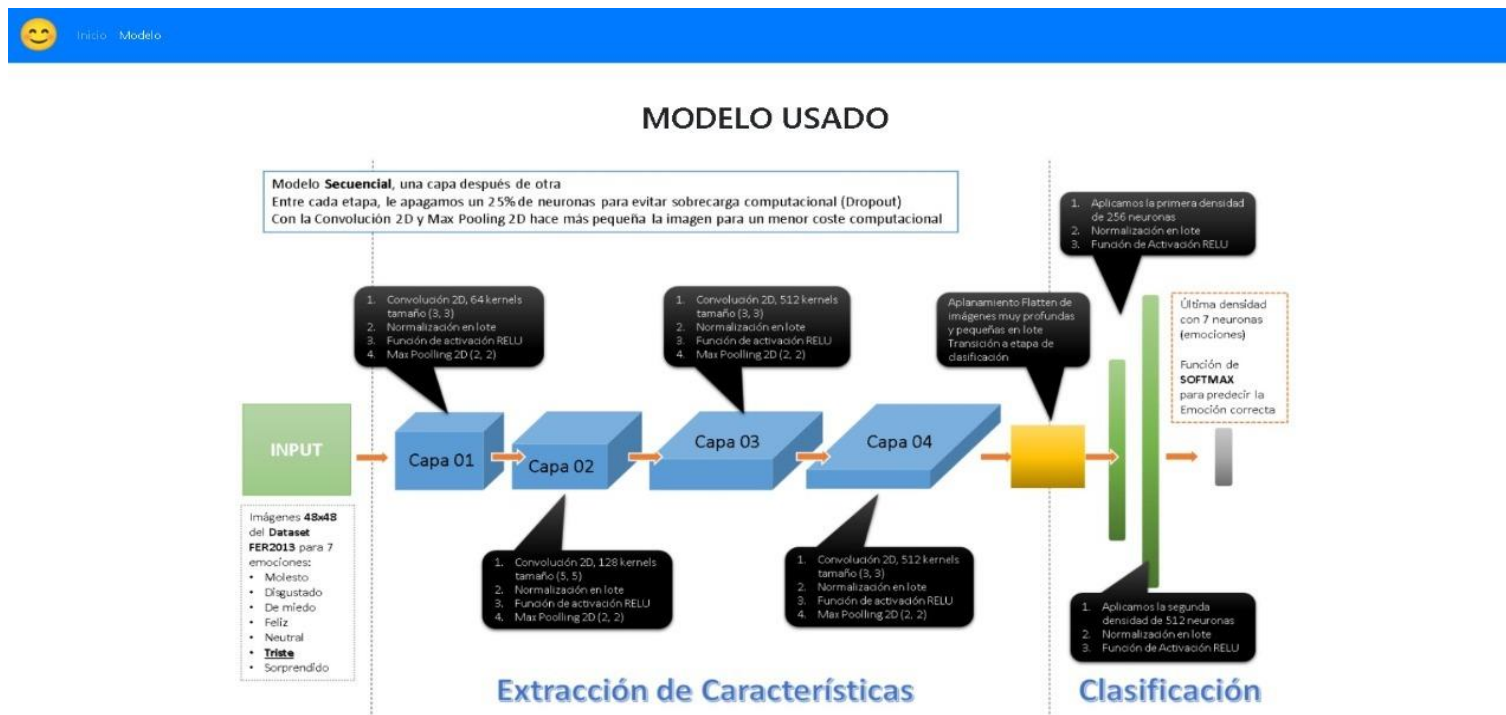 Inicio Modelo
MODELO USADO
Modelo Secuencial, una capa después de otra
Entre cada etapa, le apagamos un 25% de neuronas para evitar sobrecarga computacional (Dropout)
Con la Convolución 2D y Max Pooling 2D hace más pequeña la imagen para un menor coste computacional
INPUT
Imágenes 48x48
del Dataset
FER2013 para 7
emociones:
• Molesto
• Disgustado
• De miedo
• Feliz
• Neutral
• Triste
• Sorprendido
1. Convolución 2D, 64 kernels
tamaño (3, 3)
2. Normalización en lote
3. Función de activación RELU
4. Max Poolling 2D (2, 2)
Capa 01
Capa 02
1. Convolución 2D, 128 kernels
tamaño (5, 5)
2. Normalización en lote
3. Función de activación RELU
4. Max Poolling 2D (2, 2)
1. Convolución 2D, 512 kernels
tamaño (3, 3)
2. Normalización en lote
3. Función de activación RELU
4. Max Poolling 2D (2, 2)
Capa 03
Capa 04
1. Convolución 2D, 512 kernels
tamaño (3, 3)
2. Normalización en lote
3. Función de activación RELU
4. Max Poolling 2D (2, 2)
Aplanamiento Flatten de
imágenes muy profundas
y pequeñas en lote
Transición a etapa de
clasificación
1. Aplicamos la primera densidad
de 256 neuronas
2. Normalización en lote
3. Función de Activación RELU
1. Aplicamos la segunda
densidad de 512 neuronas
2. Normalización en lote
3. Función de Activación RELU
Última densidad
con 7 neuronas
(emociones)
Función de
SOFTMAX
para predecir la
Emoción correcta
Extracción de Características
Clasificación